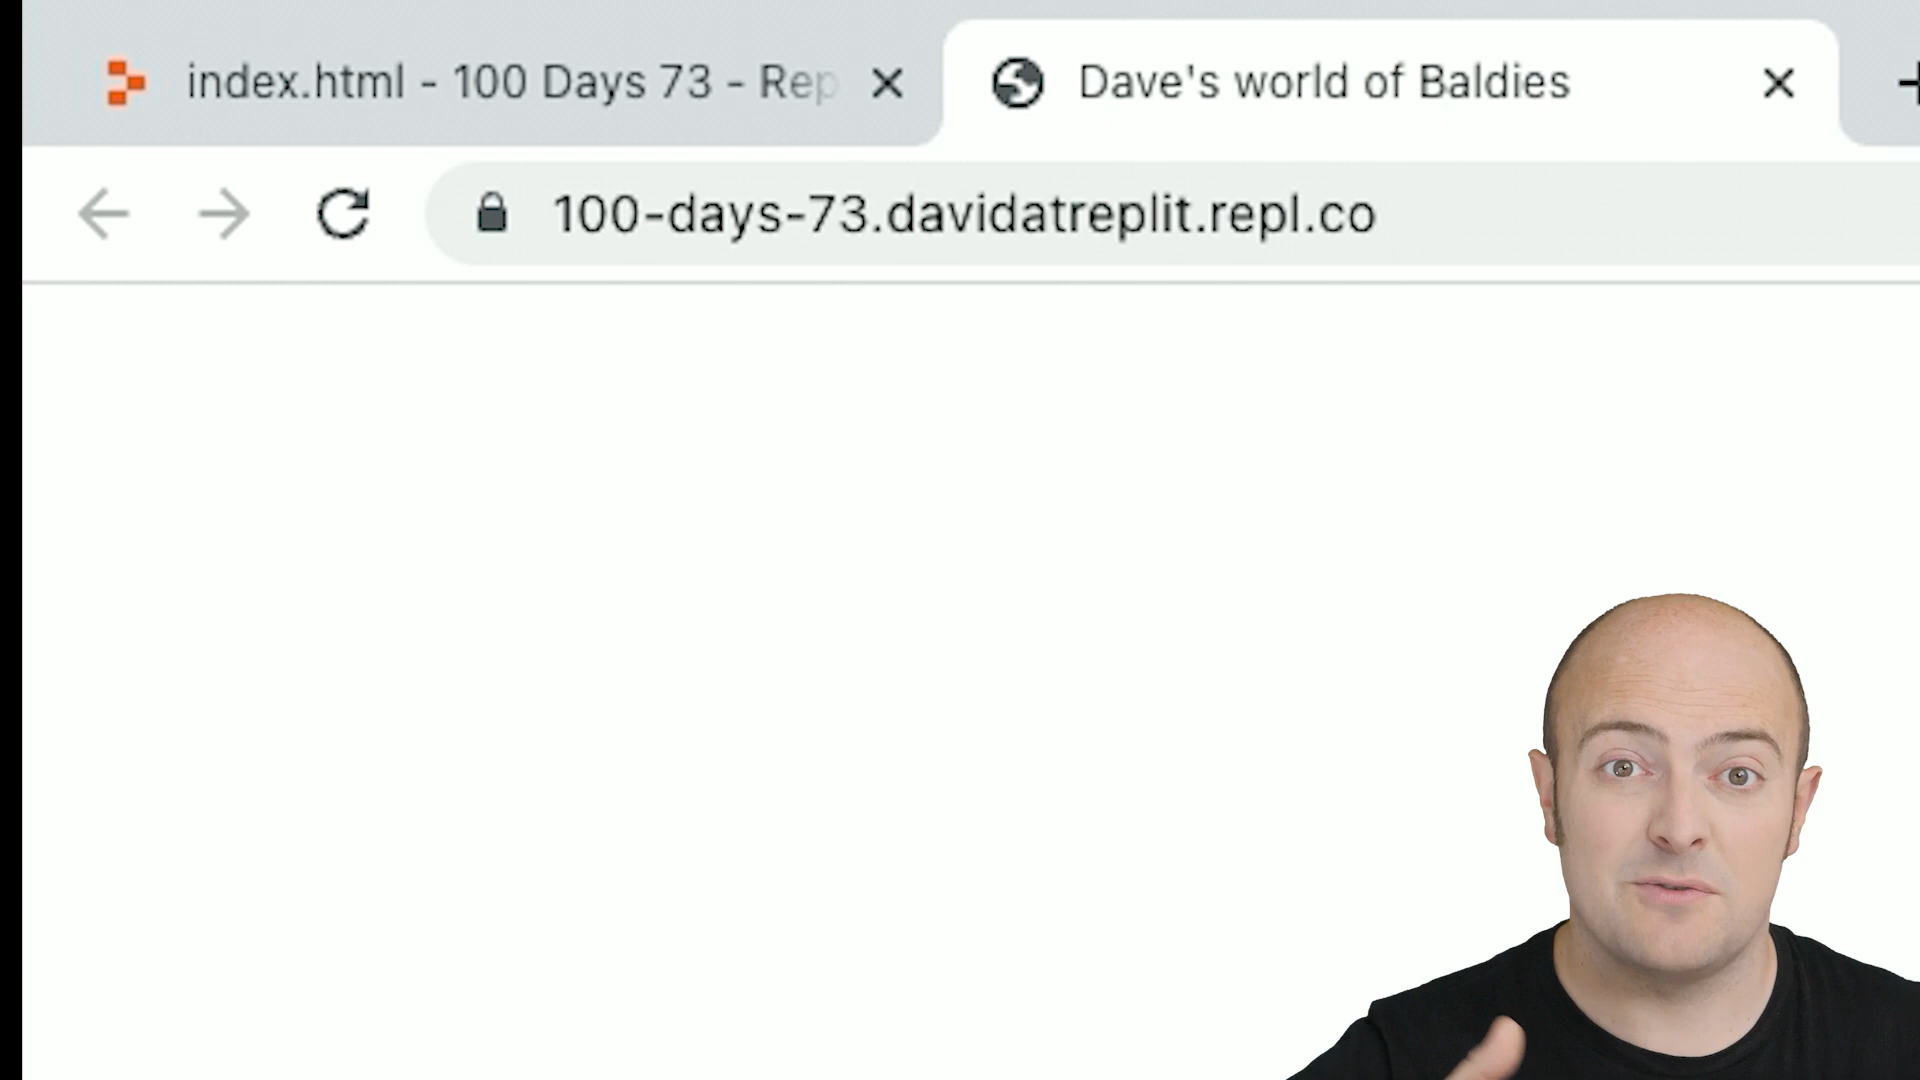 index.html - 100 Days 73 - Rep
Dave's world of Baldies
100-days-73.davidatreplit.repl.co